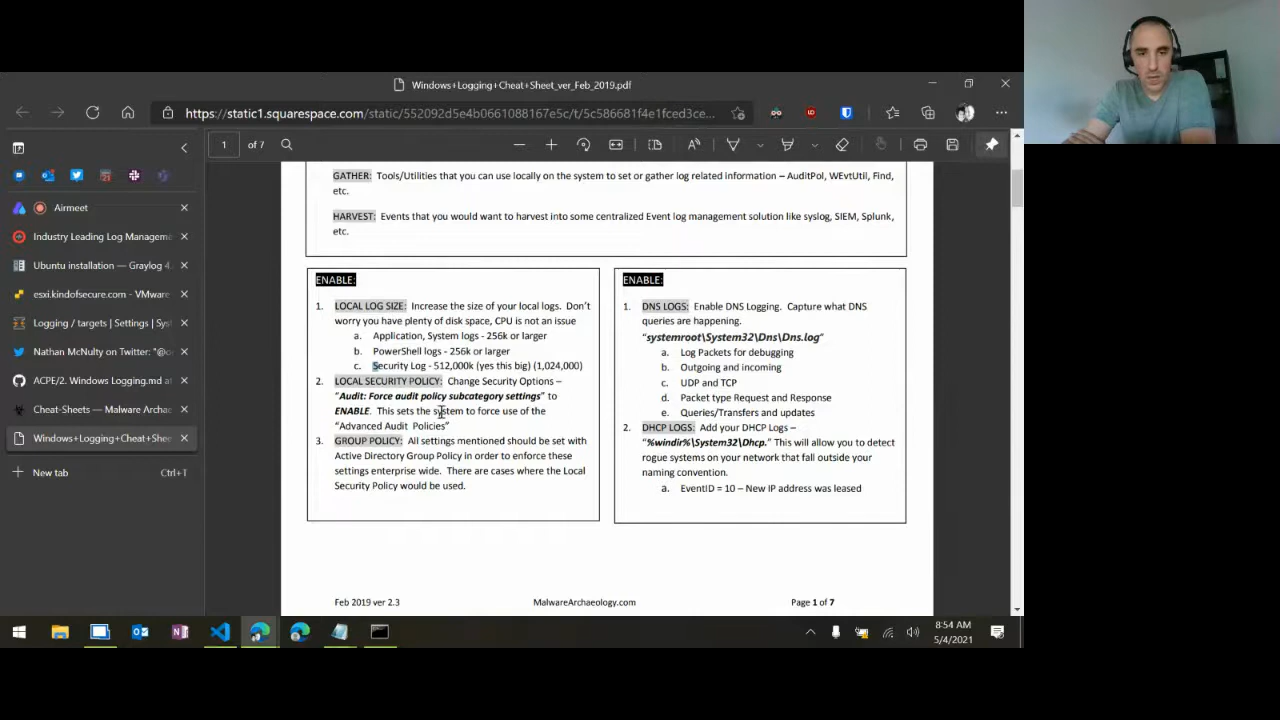 Windows+Logging+Cheat+Sheet_ver_Feb_2019.pdf
https://static1.squarespace.com/static/552092d5e4b0661088167e5c/t/5c586681f4e1fced3ce...
1 of 7
Airmeet
Industry Leading Log Managem
Ubuntu installation — Graylog 4.
esxi.kindofsecure.com - VMware
Logging / targets | Settings | Syst
Nathan McNulty on Twitter: "@o
ACPE/2. Windows Logging.md at
Cheat-Sheets — Malware Archae
Windows+Logging+Cheat+Shee
New tab
Ctrl+T
GATHER: Tools/Utilities that you can use locally on the system to set or gather log related information – AuditPol, WEvtUtil, Find,
etc.
HARVEST: Events that you would want to harvest into some centralized Event log management solution like syslog, SIEM, Splunk,
etc.
ENABLE:
1. LOCAL LOG SIZE: Increase the size of your local logs. Don't
worry you have plenty of disk space, CPU is not an issue
a. Application, System logs - 256k or larger
b. PowerShell logs - 256k or larger
c. Security Log - 512,000k (yes this big) (1,024,000)
2. LOCAL SECURITY POLICY: Change Security Options –
"Audit: Force audit policy subcategory settings" to
ENABLE. This sets the system to force use of the
"Advanced Audit Policies"
3. GROUP POLICY: All settings mentioned should be set with
Active Directory Group Policy in order to enforce these
settings enterprise wide. There are cases where the Local
Security Policy would be used.
ENABLE:
1. DNS LOGS: Enable DNS Logging. Capture what DNS
queries are happening.
"systemroot\System32\Dns\Dns.log"
a. Log Packets for debugging
b. Outgoing and incoming
c. UDP and TCP
d. Packet type Request and Response
e. Queries/Transfers and updates
2. DHCP LOGS: Add your DHCP Logs –
"%windir%\System32\Dhcp." This will allow you to detect
rogue systems on your network that fall outside your
naming convention.
a. EventID = 10 – New IP address was leased
Feb 2019 ver 2.3
MalwareArchaeology.com
Page 1 of 7
8:54 AM
5/4/2021